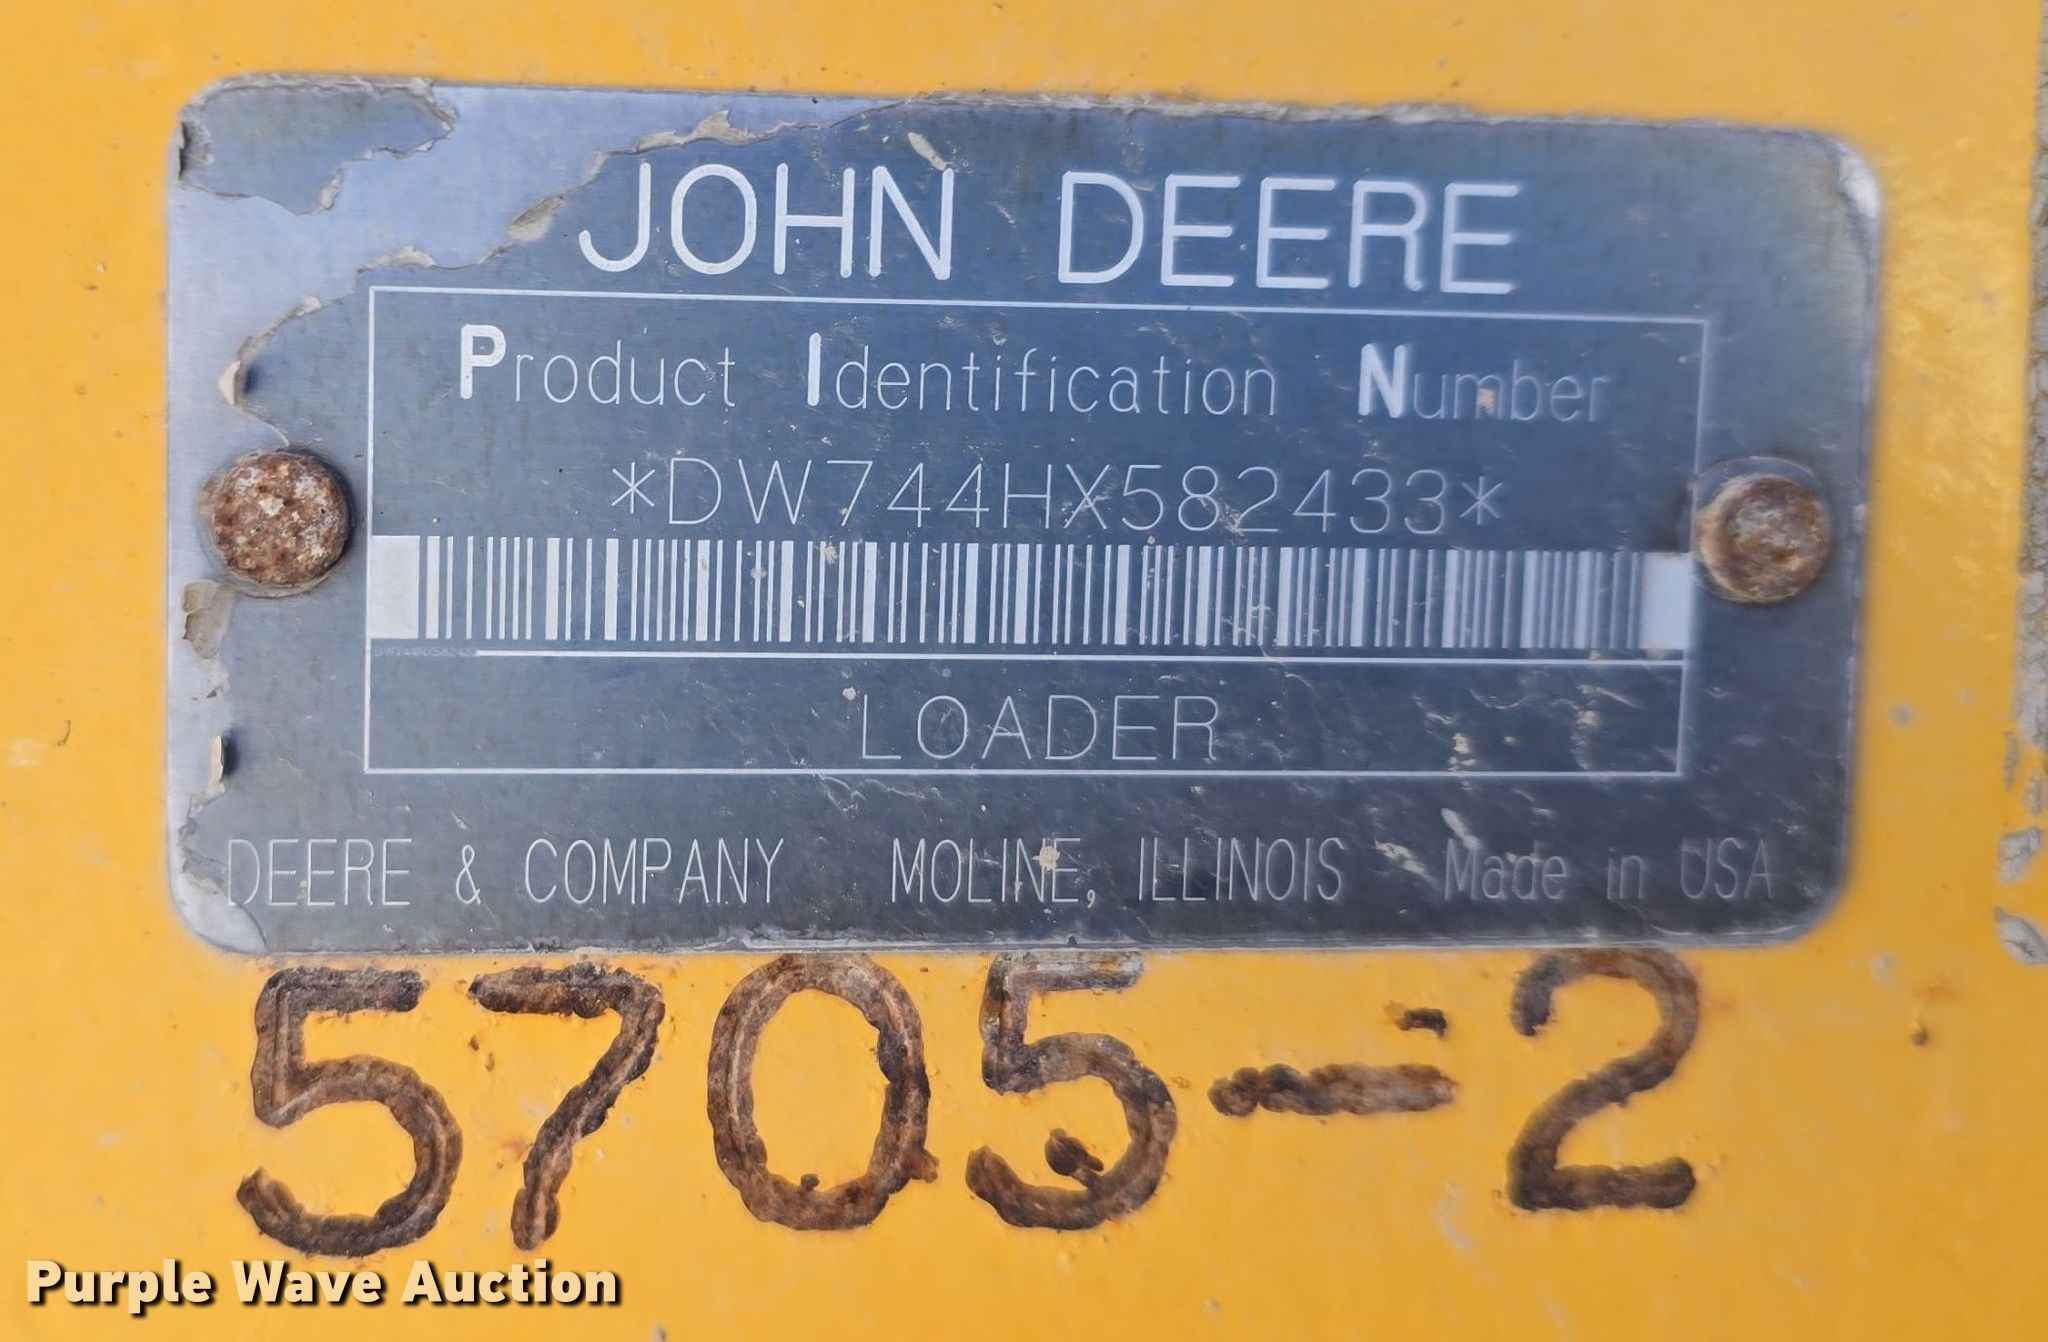 JOHN DEERE
Product Identification Number
*DW744HX582433*
DW744HX582433
LOADER
DEERE & COMPANY MOLINE, ILLINOIS Made in USA
5705-2
Purple Wave Auction